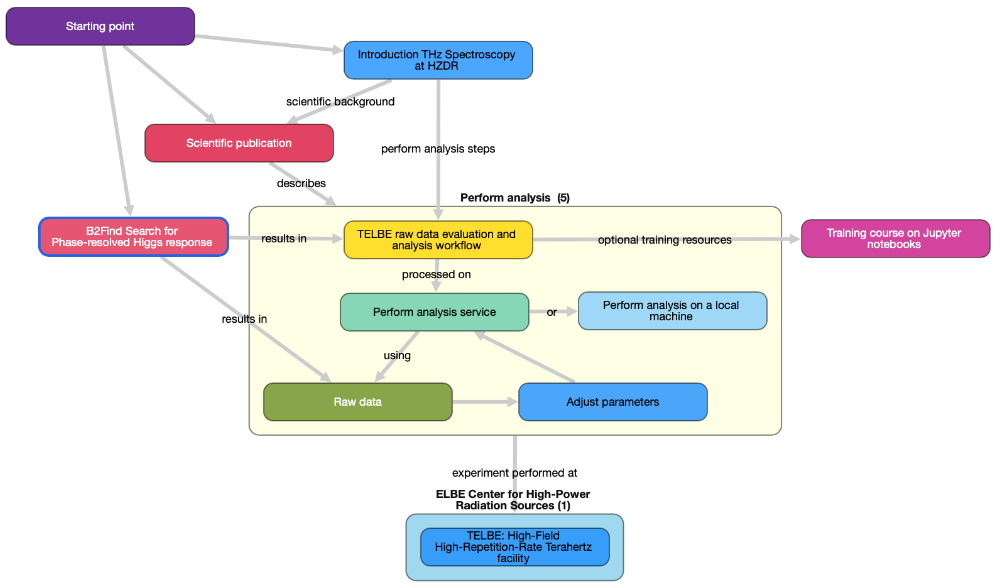 Starting point
Introduction THz Spectroscopy
at HZDR
scientific background
Scientific publication
perform analysis steps
describes
Perform analysis (5)
B2Find Search for
Phase-resolved Higgs response
results in
TELBE raw data evaluation and
analysis workflow
optional training resources
Training course on Jupyter
notebooks
processed on
Perform analysis service
or
Perform analysis on a local
machine
results in
using
Raw data
Adjust parameters
experiment performed at
ELBE Center for High-Power
Radiation Sources (1)
TELBE: High-Field
High-Repetition-Rate Terahertz
facility